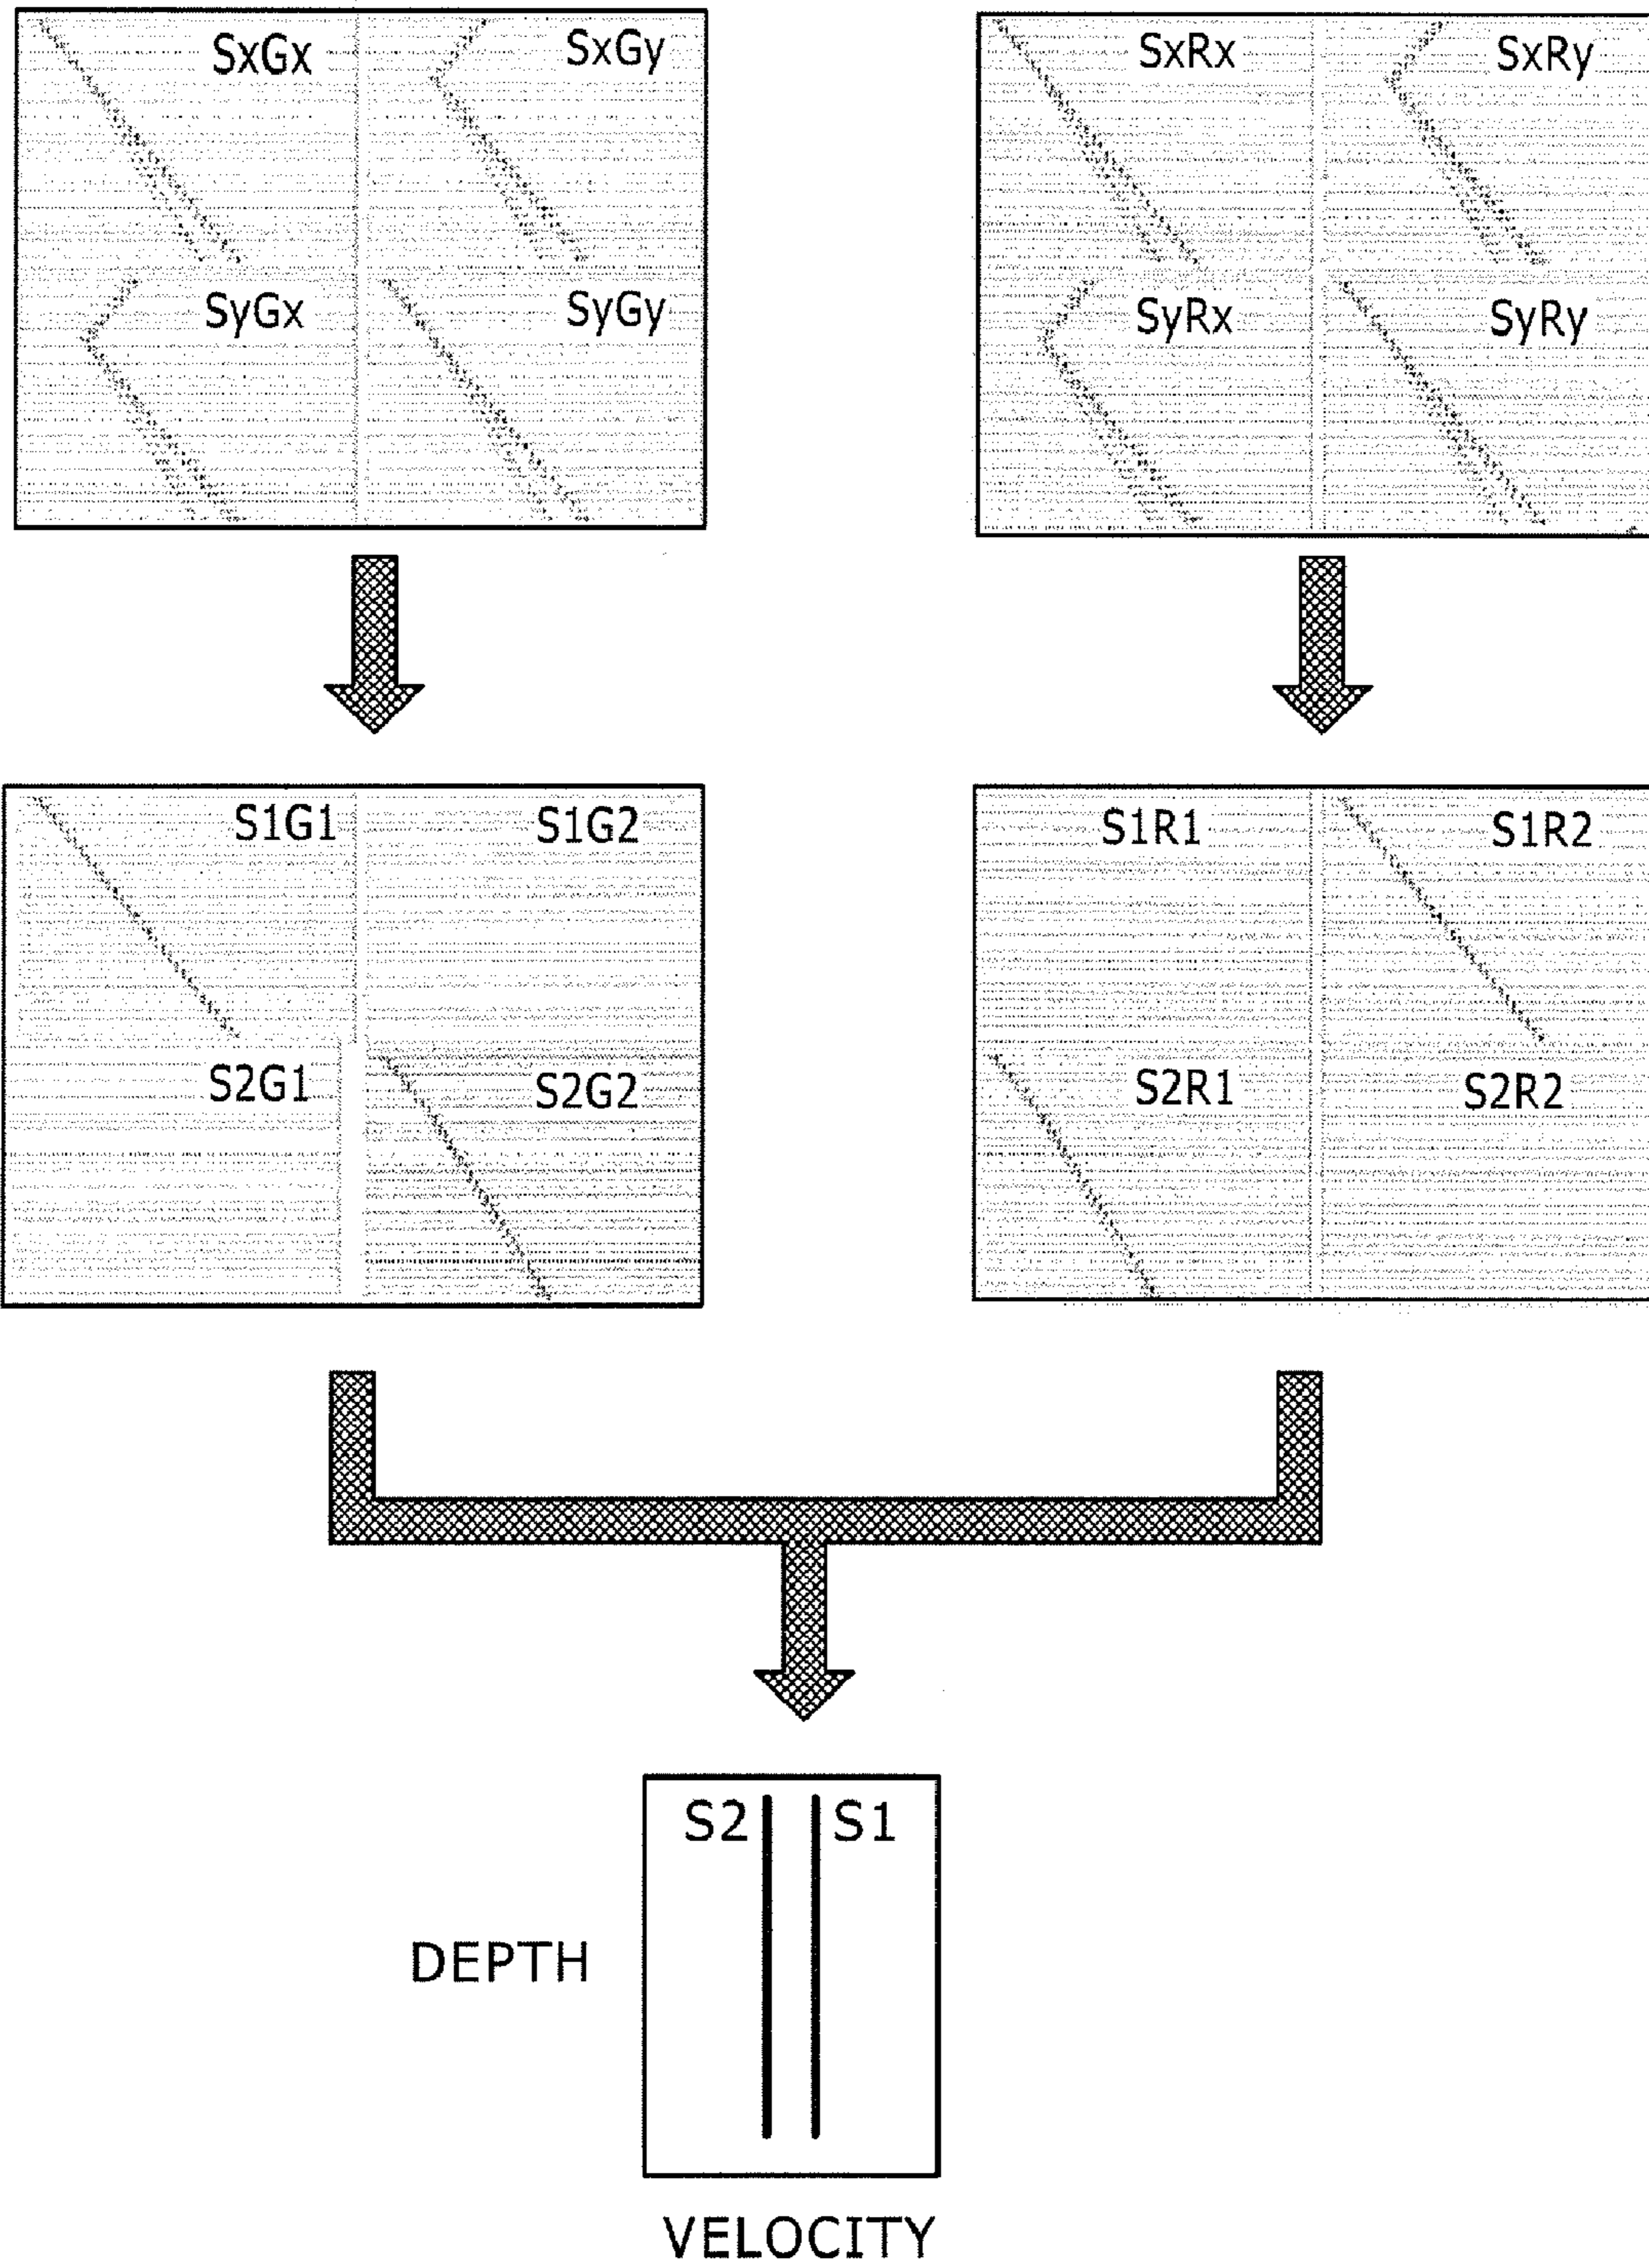 SxGx SxGy SxRx SxRy
SyGx SyGy SyRx SyRy
S1G1 S1G2 S1R1 S1R2
S2G1 S2G2 S2R1 S2R2
S2 S1
DEPTH
VELOCITY